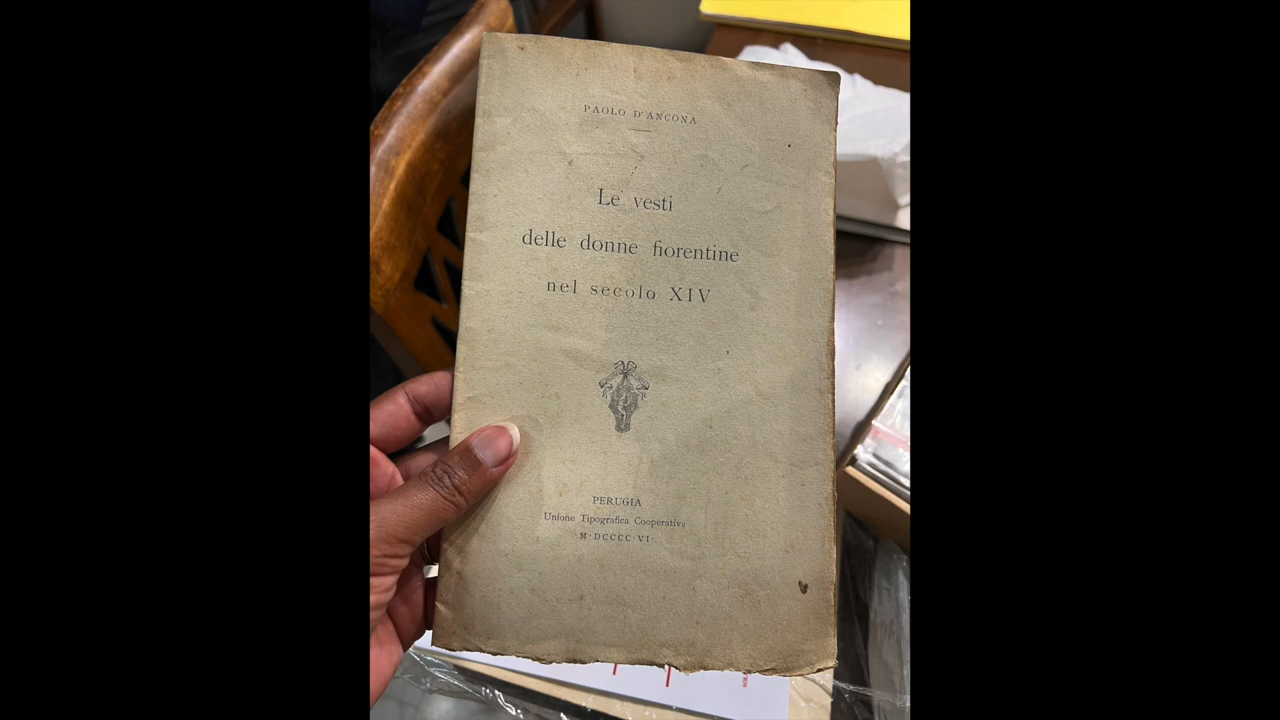 PAOLO D'ANCONA
Le vesti
delle donne fiorentine
nel secolo XIV
PERUGIA
Unione Tipografica Cooperativa
M·DCCCC·VI·